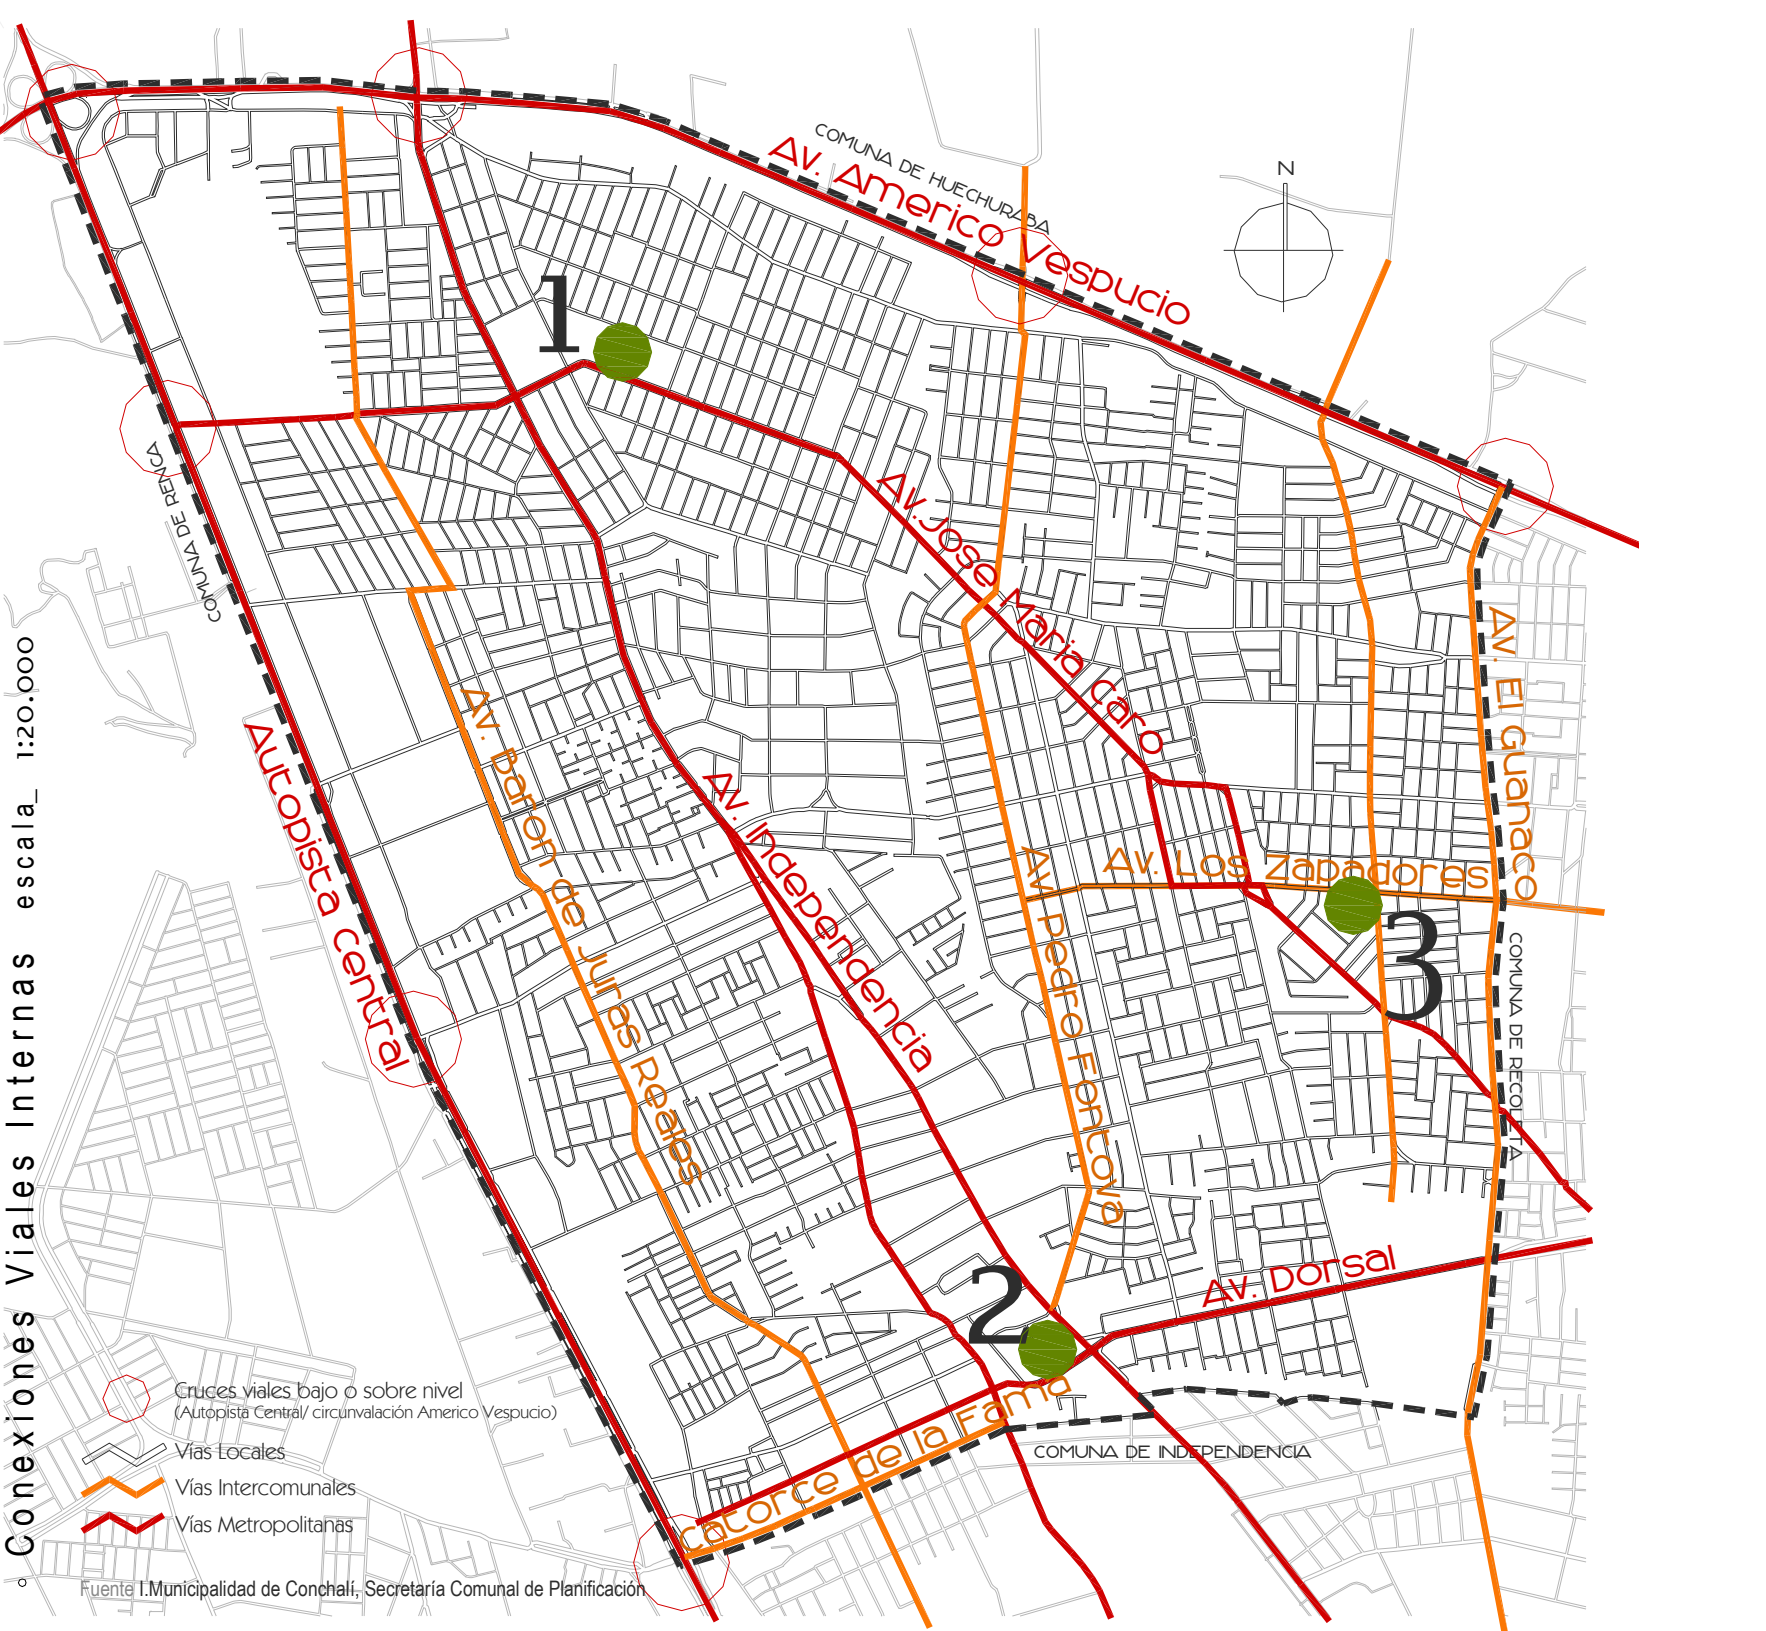 COMUNA DE HUECHURABA
Av. Americo Vespucio
N
1
COMUNA DE RENCA
Av. Jose Maria Caro
Av. El Guanaco
Av. Baron de Juras Reales
Autopista Central
Av. Independencia
Av. Los Zapadores
Av. Pedro Fontova
3
COMUNA DE RECOLETA
Av. Dorsal
2
Catorce de la Fama
COMUNA DE INDEPENDENCIA
° Conexiones Viales Internas escala_ 1:20.000
Cruces viales bajo o sobre nivel
(Autopista Central/ circunvalación Americo Vespucio)
Vías Locales
Vías Intercomunales
Vías Metropolitanas
Fuente I.Municipalidad de Conchalí, Secretaría Comunal de Planificación